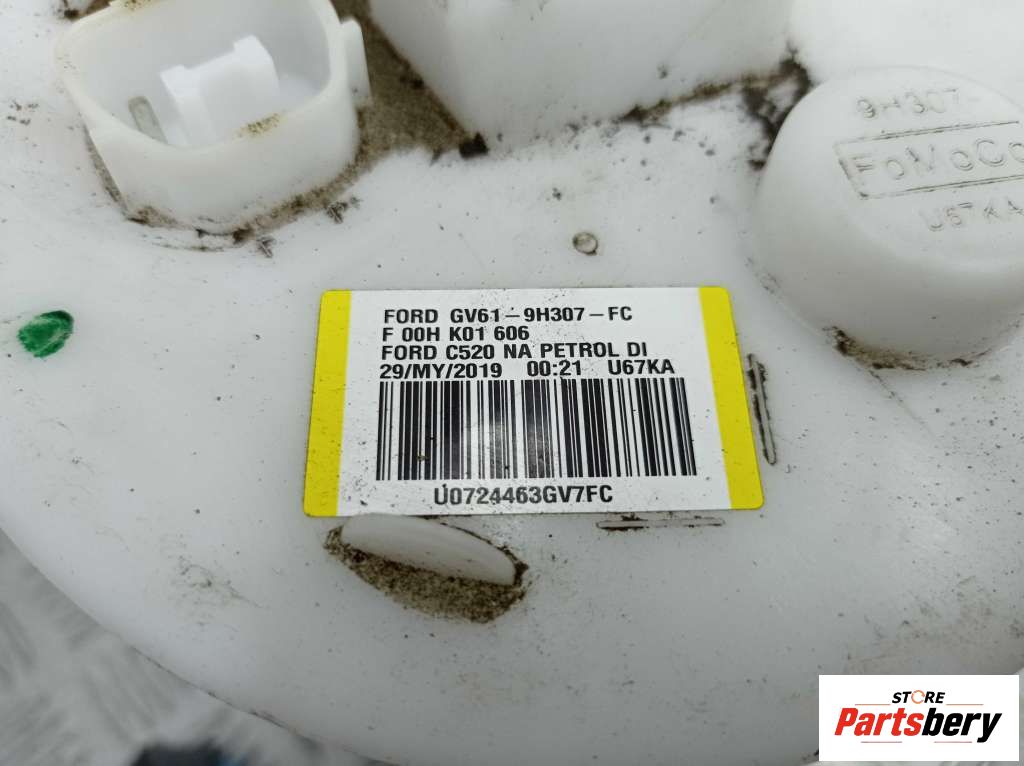 9H307-
FoMoCo
U67KA
FORD GV61-9H307-FC
F 00H K01 606
FORD C520 NA PETROL DI
29/MY/2019 00:21 U67KA
U0724463GV7FC
STORE
Partsbery